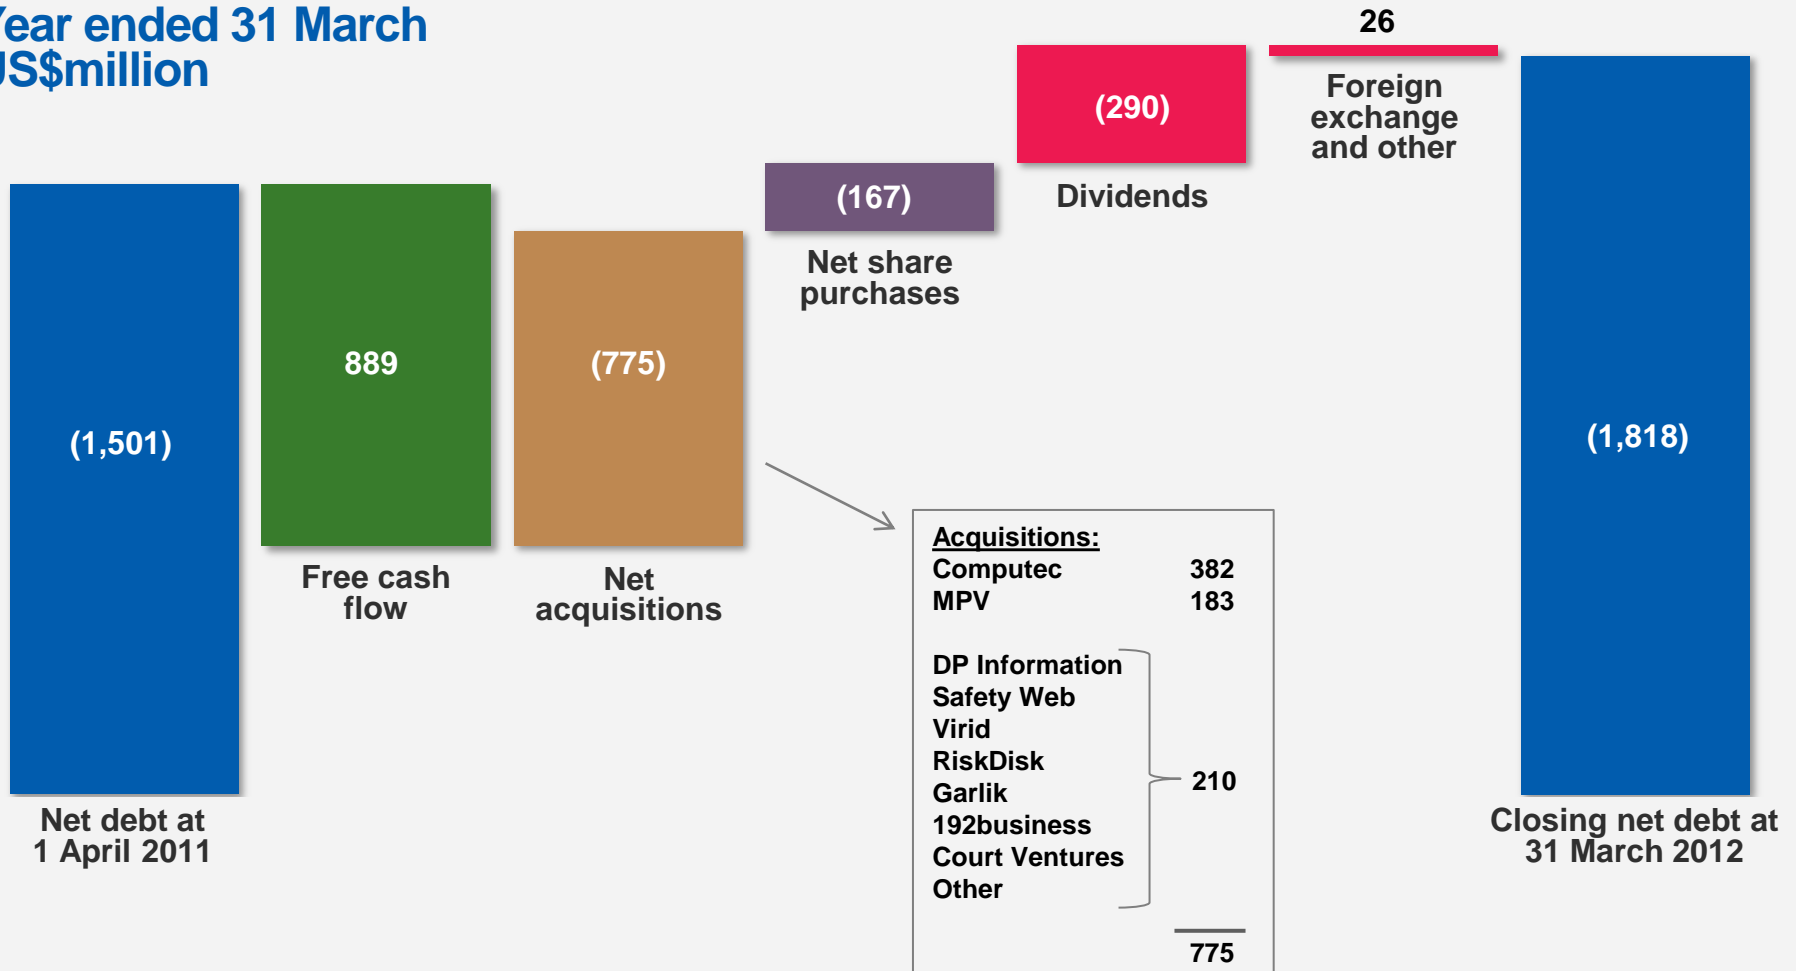 Year ended 31 March
US$million
(1,501)
Net debt at
1 April 2011
889
Free cash
flow
(775)
Net
acquisitions
(167)
Net share
purchases
(290)
Dividends
26
Foreign
exchange
and other
(1,818)
Closing net debt at
31 March 2012
Acquisitions:
Computec 382
MPV 183
DP Information
Safety Web
Virid
RiskDisk
Garlik
192business
Court Ventures
Other
210
775